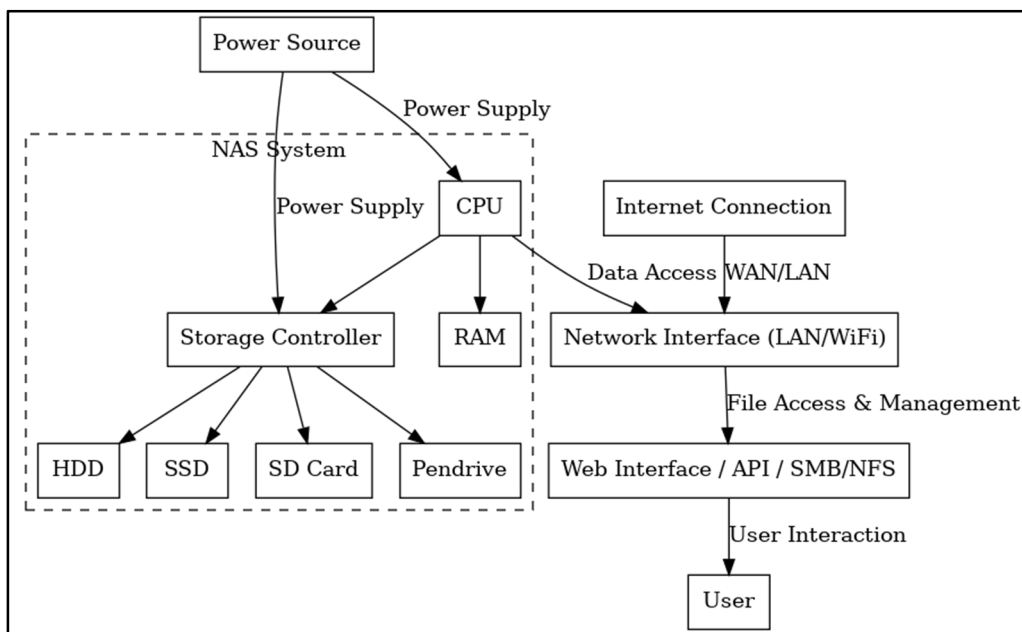 Power Source
Power Supply
NAS System
Power Supply
CPU
Internet Connection
Data Access
WAN/LAN
Storage Controller
RAM
Network Interface (LAN/WiFi)
File Access & Management
HDD
SSD
SD Card
Pendrive
Web Interface / API / SMB/NFS
User Interaction
User